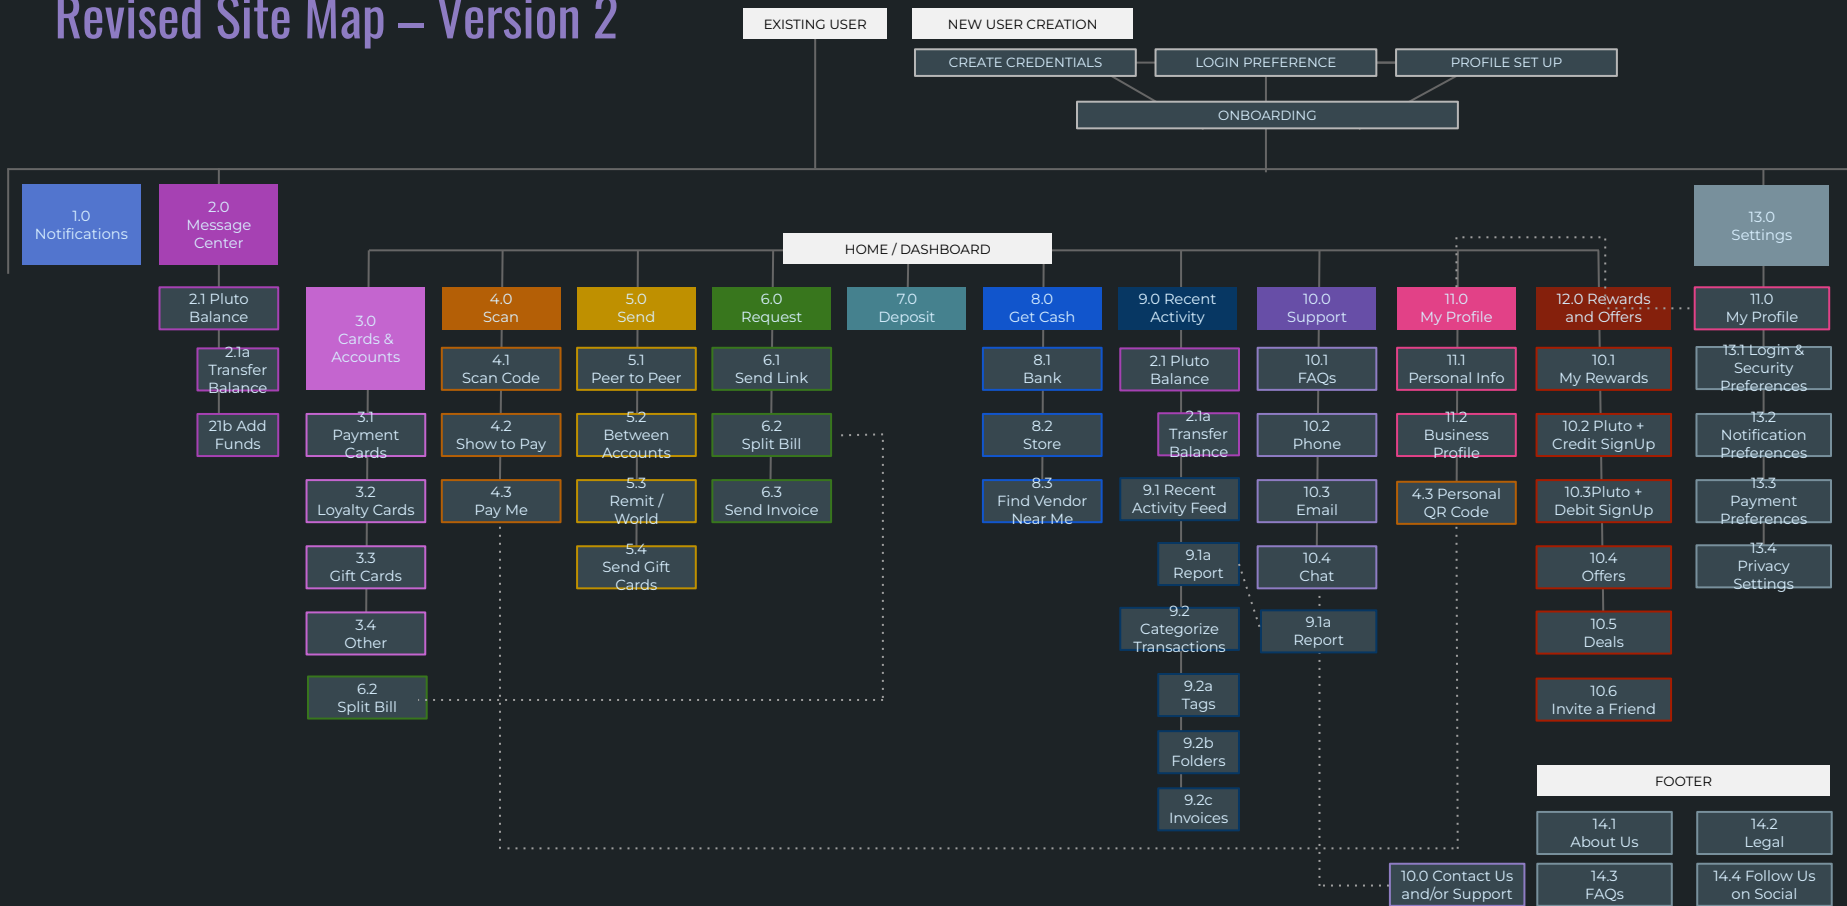 Revised Site Map – Version 2
EXISTING USER
NEW USER CREATION
CREATE CREDENTIALS
LOGIN PREFERENCE
PROFILE SET UP
ONBOARDING
1.0
Notifications
2.0
Message
Center
2.1 Pluto
Balance
2.1a
Transfer
Balance
21b Add
Funds
HOME / DASHBOARD
3.0
Cards &
Accounts
3.1
Payment
Cards
3.2
Loyalty Cards
3.3
Gift Cards
3.4
Other
6.2
Split Bill
4.0
Scan
4.1
Scan Code
4.2
Show to Pay
4.3
Pay Me
5.0
Send
5.1
Peer to Peer
5.2
Between
Accounts
5.3
Remit /
World
5.4
Send Gift
Cards
6.0
Request
6.1
Send Link
6.2
Split Bill
6.3
Send Invoice
7.0
Deposit
8.0
Get Cash
8.1
Bank
8.2
Store
8.3
Find Vendor
Near Me
9.0 Recent
Activity
2.1 Pluto
Balance
2.1a
Transfer
Balance
9.1 Recent
Activity Feed
9.1a
Report
9.2
Categorize
Transactions
9.2a
Tags
9.2b
Folders
9.2c
Invoices
10.0
Support
10.1
FAQs
10.2
Phone
10.3
Email
10.4
Chat
9.1a
Report
11.0
My Profile
11.1
Personal Info
11.2
Business
Profile
4.3 Personal
QR Code
12.0 Rewards
and Offers
10.1
My Rewards
10.2 Pluto +
Credit SignUp
10.3Pluto +
Debit SignUp
10.4
Offers
10.5
Deals
10.6
Invite a Friend
13.0
Settings
11.0
My Profile
13.1 Login &
Security
Preferences
13.2
Notification
Preferences
13.3
Payment
Preferences
13.4
Privacy
Settings
FOOTER
14.1
About Us
14.2
Legal
10.0 Contact Us
and/or Support
14.3
FAQs
14.4 Follow Us
on Social